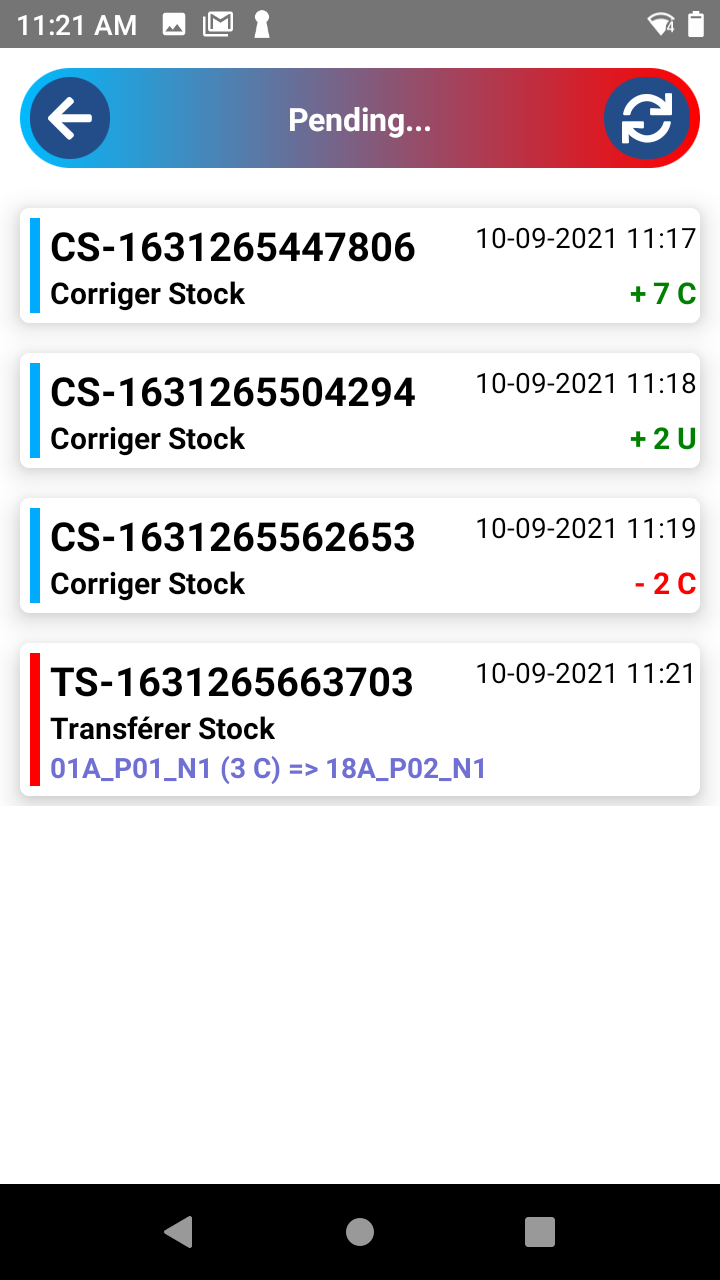 11:21 AM
4
Pending...
CS-1631265447806 10-09-2021 11:17
Corriger Stock + 7 C
CS-1631265504294 10-09-2021 11:18
Corriger Stock + 2 U
CS-1631265562653 10-09-2021 11:19
Corriger Stock - 2 C
TS-1631265663703 10-09-2021 11:21
Transférer Stock
01A_P01_N1 (3 C) => 18A_P02_N1